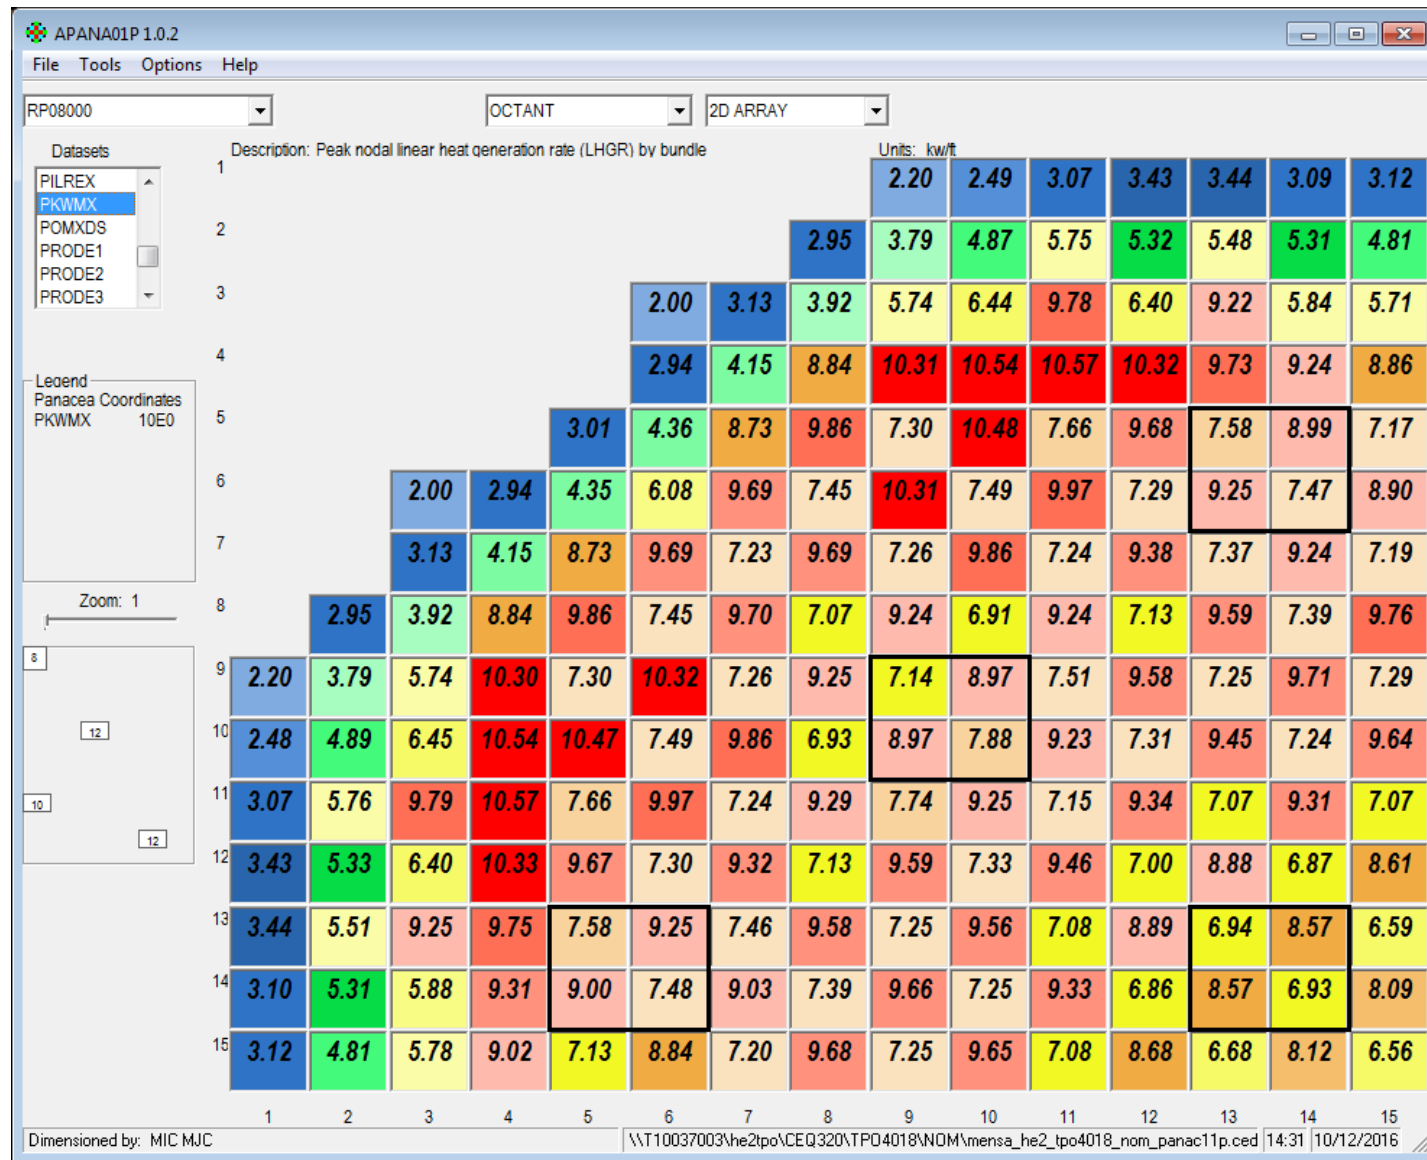 APANA01P 1.0.2
File Tools Options Help
RP08000 OCTANT 2D ARRAY
Datasets
PILREX
PKWMX
POMXDS
PRODE1
PRODE2
PRODE3
Legend
Panacea Coordinates
PKWMX 10E0
Zoom: 1
8
12
10
12
Description: Peak nodal linear heat generation rate (LHGR) by bundle Units: kw/ft
1 2.20 2.49 3.07 3.43 3.44 3.09 3.12
2 2.95 3.79 4.87 5.75 5.32 5.48 5.31 4.81
3 2.00 3.13 3.92 5.74 6.44 9.78 6.40 9.22 5.84 5.71
4 2.94 4.15 8.84 10.31 10.54 10.57 10.32 9.73 9.24 8.86
5 3.01 4.36 8.73 9.86 7.30 10.48 7.66 9.68 7.58 8.99 7.17
6 2.00 2.94 4.35 6.08 9.69 7.45 10.31 7.49 9.97 7.29 9.25 7.47 8.90
7 3.13 4.15 8.73 9.69 7.23 9.69 7.26 9.86 7.24 9.38 7.37 9.24 7.19
8 2.95 3.92 8.84 9.86 7.45 9.70 7.07 9.24 6.91 9.24 7.13 9.59 7.39 9.76
9 2.20 3.79 5.74 10.30 7.30 10.32 7.26 9.25 7.14 8.97 7.51 9.58 7.25 9.71 7.29
10 2.48 4.89 6.45 10.54 10.47 7.49 9.86 6.93 8.97 7.88 9.23 7.31 9.45 7.24 9.64
11 3.07 5.76 9.79 10.57 7.66 9.97 7.24 9.29 7.74 9.25 7.15 9.34 7.07 9.31 7.07
12 3.43 5.33 6.40 10.33 9.67 7.30 9.32 7.13 9.59 7.33 9.46 7.00 8.88 6.87 8.61
13 3.44 5.51 9.25 9.75 7.58 9.25 7.46 9.58 7.25 9.56 7.08 8.89 6.94 8.57 6.59
14 3.10 5.31 5.88 9.31 9.00 7.48 9.03 7.39 9.66 7.25 9.33 6.86 8.57 6.93 8.09
15 3.12 4.81 5.78 9.02 7.13 8.84 7.20 9.68 7.25 9.65 7.08 8.68 6.68 8.12 6.56
1 2 3 4 5 6 7 8 9 10 11 12 13 14 15
Dimensioned by: MIC MJC \\T10037003\he2tpo\CEQ320\TPO4018\NOM\mensa_he2_tpo4018_nom_panac11p.ced 14:31 10/12/2016